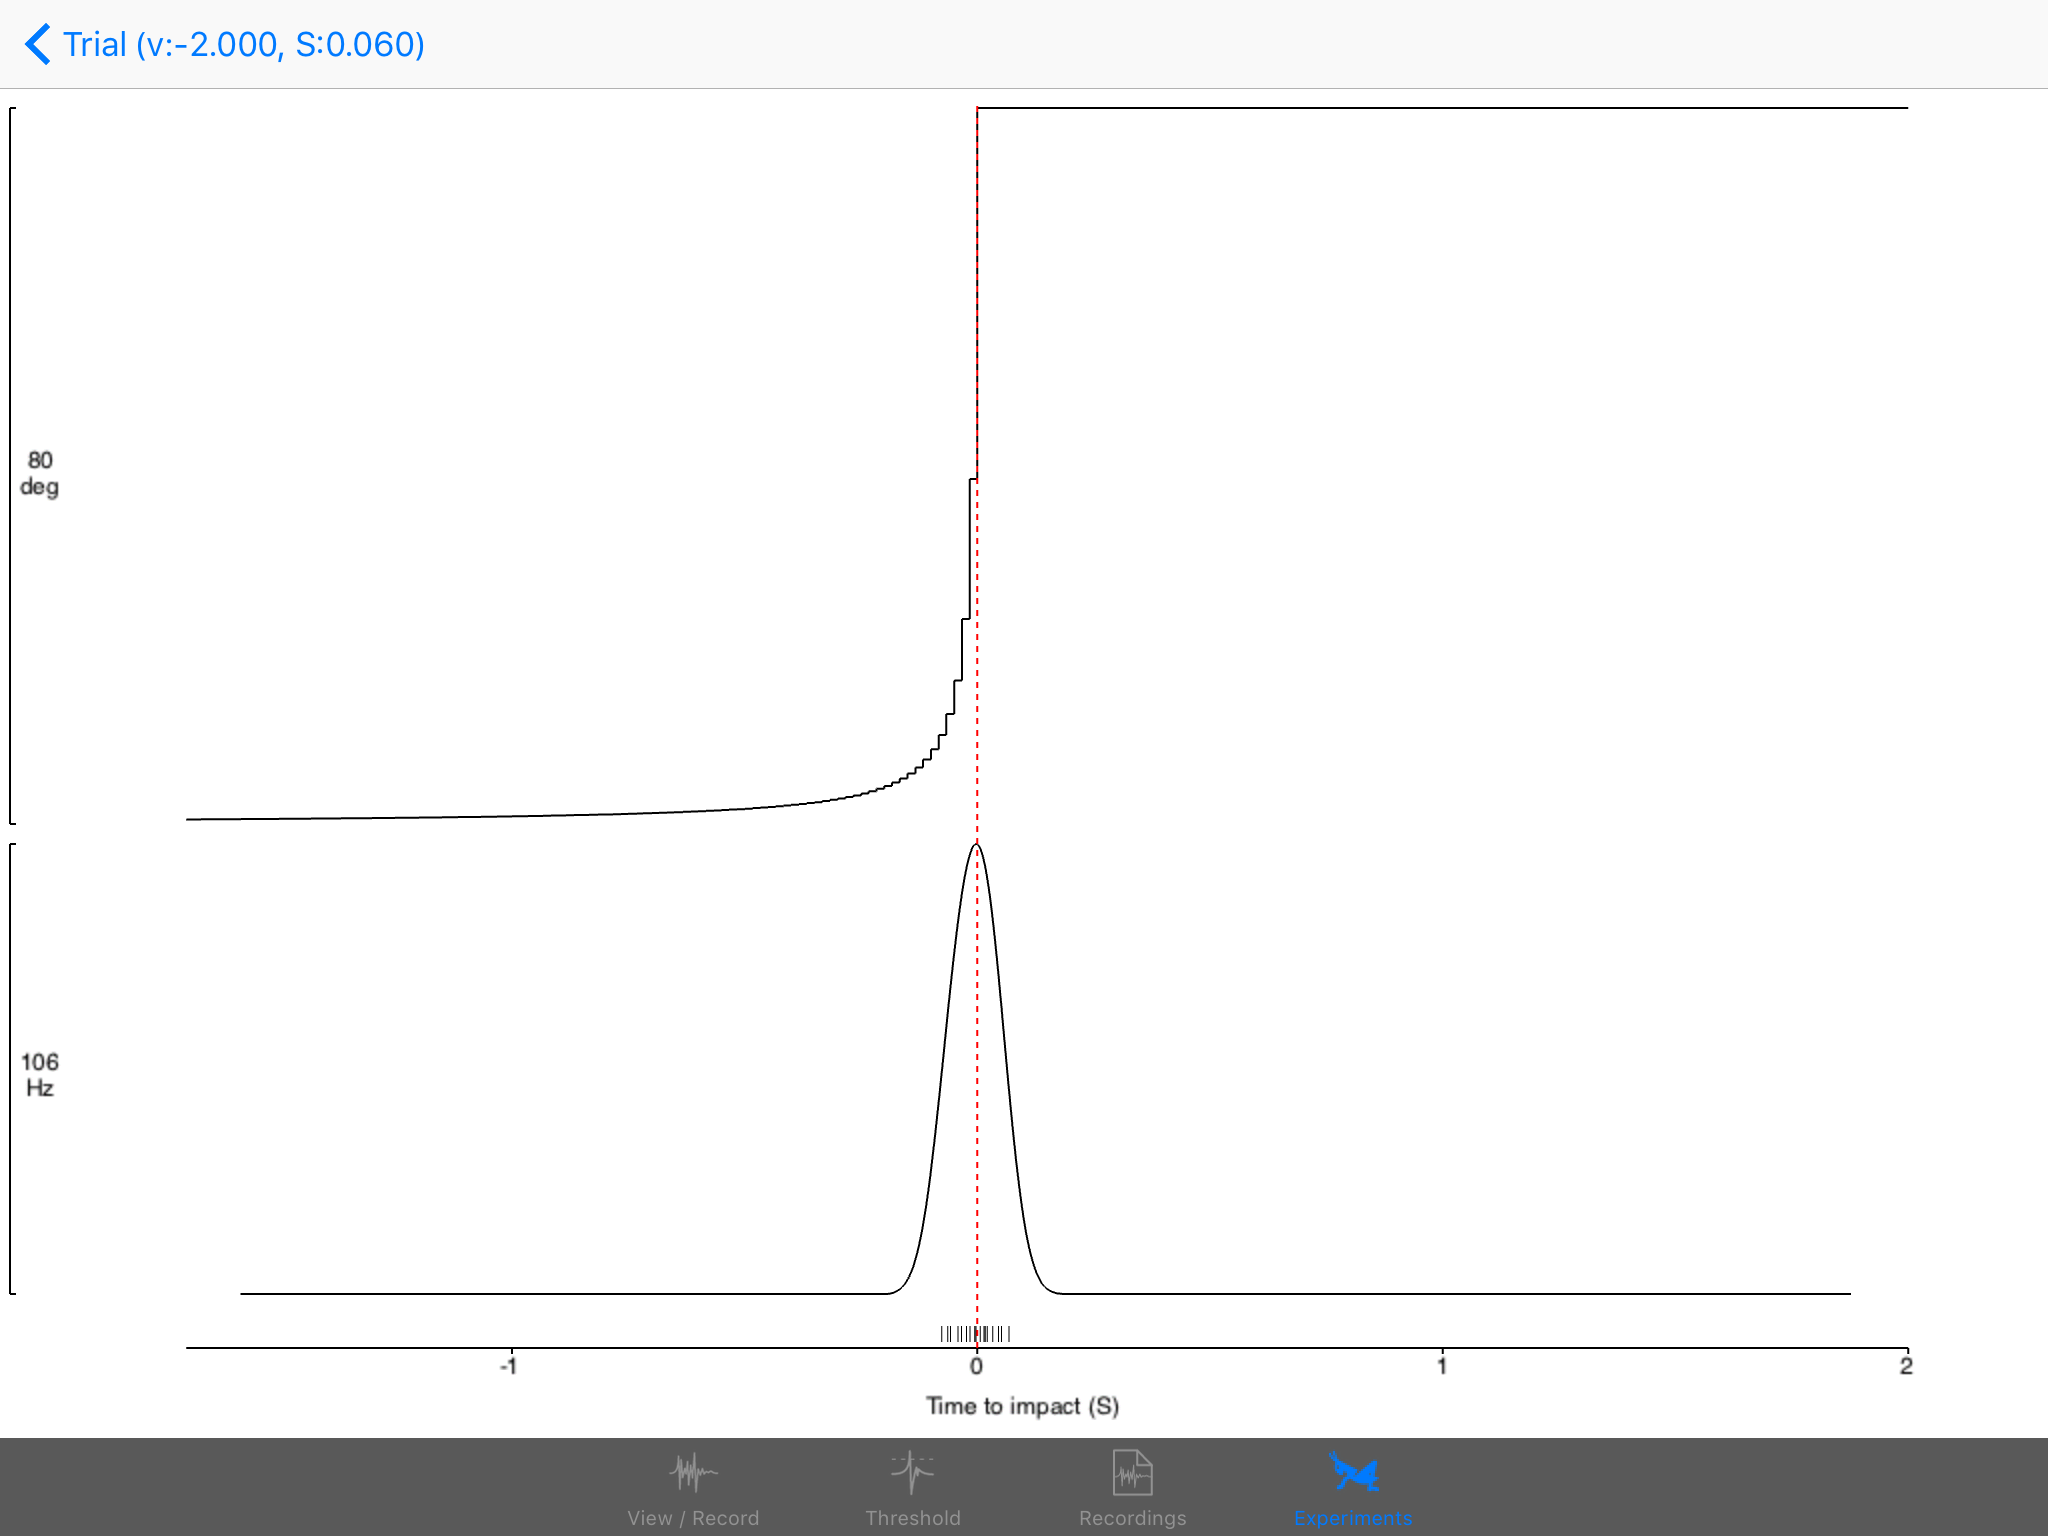 Trial (v:-2.000, S:0.060)
80
deg
106
Hz
-1 0 1 2
Time to impact (S)
View / Record Threshold Recordings Experiments